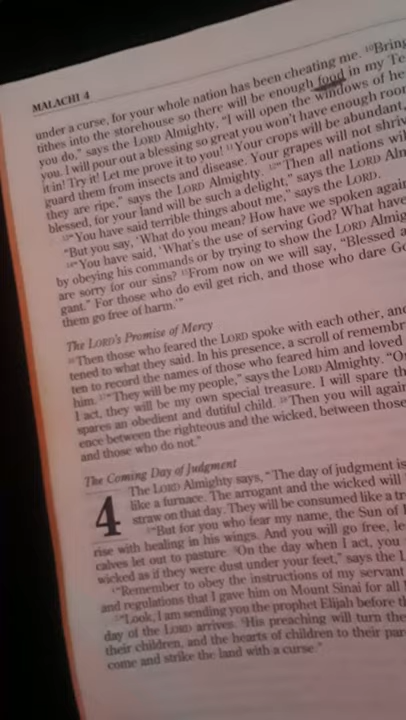 MALACHI 4
under a curse, for your whole nation has been cheating me. ¹⁰Bring
tithes into the storehouse so there will be enough food in my Te
you do," says the LORD Almighty, "I will open the windows of he
you. I will pour out a blessing so great you won't have enough room
it in! Try it! Let me prove it to you! ¹¹Your crops will be abundant,
guard them from insects and disease. Your grapes will not shriv
they are ripe," says the LORD Almighty. ¹²"Then all nations wil
blessed, for your land will be such a delight," says the LORD Alm
¹³"You have said terrible things about me," says the LORD.
"But you say, 'What do you mean? How have we spoken again
¹⁴"You have said, 'What's the use of serving God? What have
by obeying his commands or by trying to show the LORD Almig
are sorry for our sins? ¹⁵From now on we will say, "Blessed a
gant." For those who do evil get rich, and those who dare Go
them go free of harm.'"
The LORD's Promise of Mercy
¹⁶Then those who feared the LORD spoke with each other, and
tened to what they said. In his presence, a scroll of remembr
ten to record the names of those who feared him and loved
him. ¹⁷"They will be my people," says the LORD Almighty. "On
I act, they will be my own special treasure. I will spare th
spares an obedient and dutiful child. ¹⁸Then you will again
ence between the righteous and the wicked, between those
and those who do not."
The Coming Day of Judgment
4 The LORD Almighty says, "The day of judgment is
like a furnace. The arrogant and the wicked will
straw on that day. They will be consumed like a tr
²"But for you who fear my name, the Sun of
rise with healing in his wings. And you will go free, le
calves let out to pasture. ³On the day when I act, you
wicked as if they were dust under your feet," says the L
⁴"Remember to obey the instructions of my servant
and regulations that I gave him on Mount Sinai for all
⁵"Look, I am sending you the prophet Elijah before th
day of the LORD arrives. ⁶His preaching will turn the
their children, and the hearts of children to their par
come and strike the land with a curse."